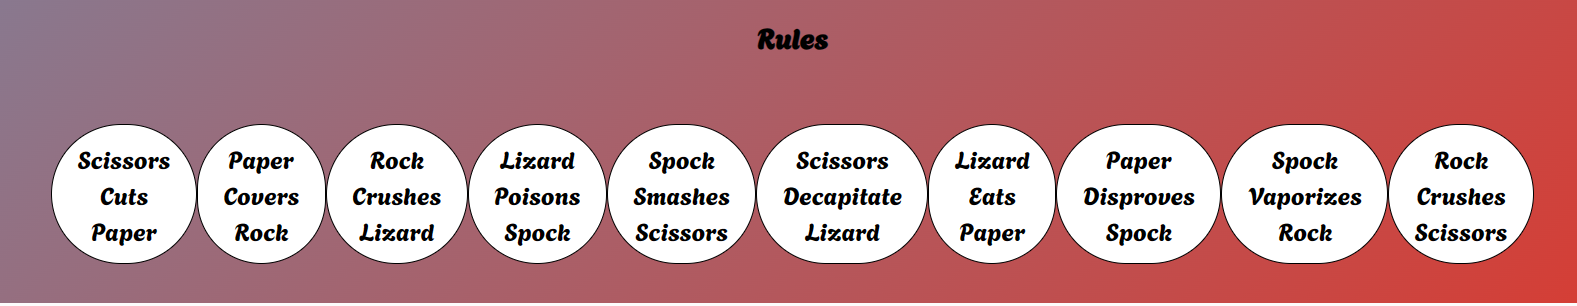 Rules
Scissors
Cuts
Paper
Paper
Covers
Rock
Rock
Crushes
Lizard
Lizard
Poisons
Spock
Spock
Smashes
Scissors
Scissors
Decapitate
Lizard
Lizard
Eats
Paper
Paper
Disproves
Spock
Spock
Vaporizes
Rock
Rock
Crushes
Scissors